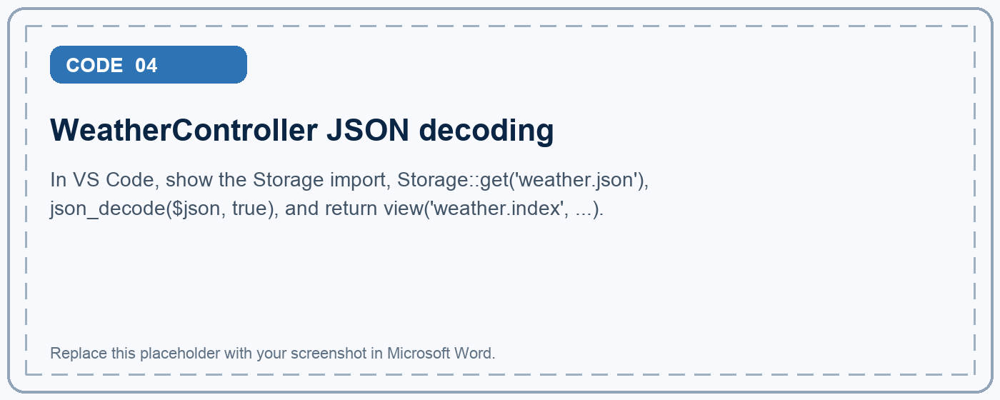 CODE  04
WeatherController JSON decoding
In VS Code, show the Storage import, Storage::get('weather.json'),
json_decode($json, true), and return view('weather.index', ...).
Replace this placeholder with your screenshot in Microsoft Word.